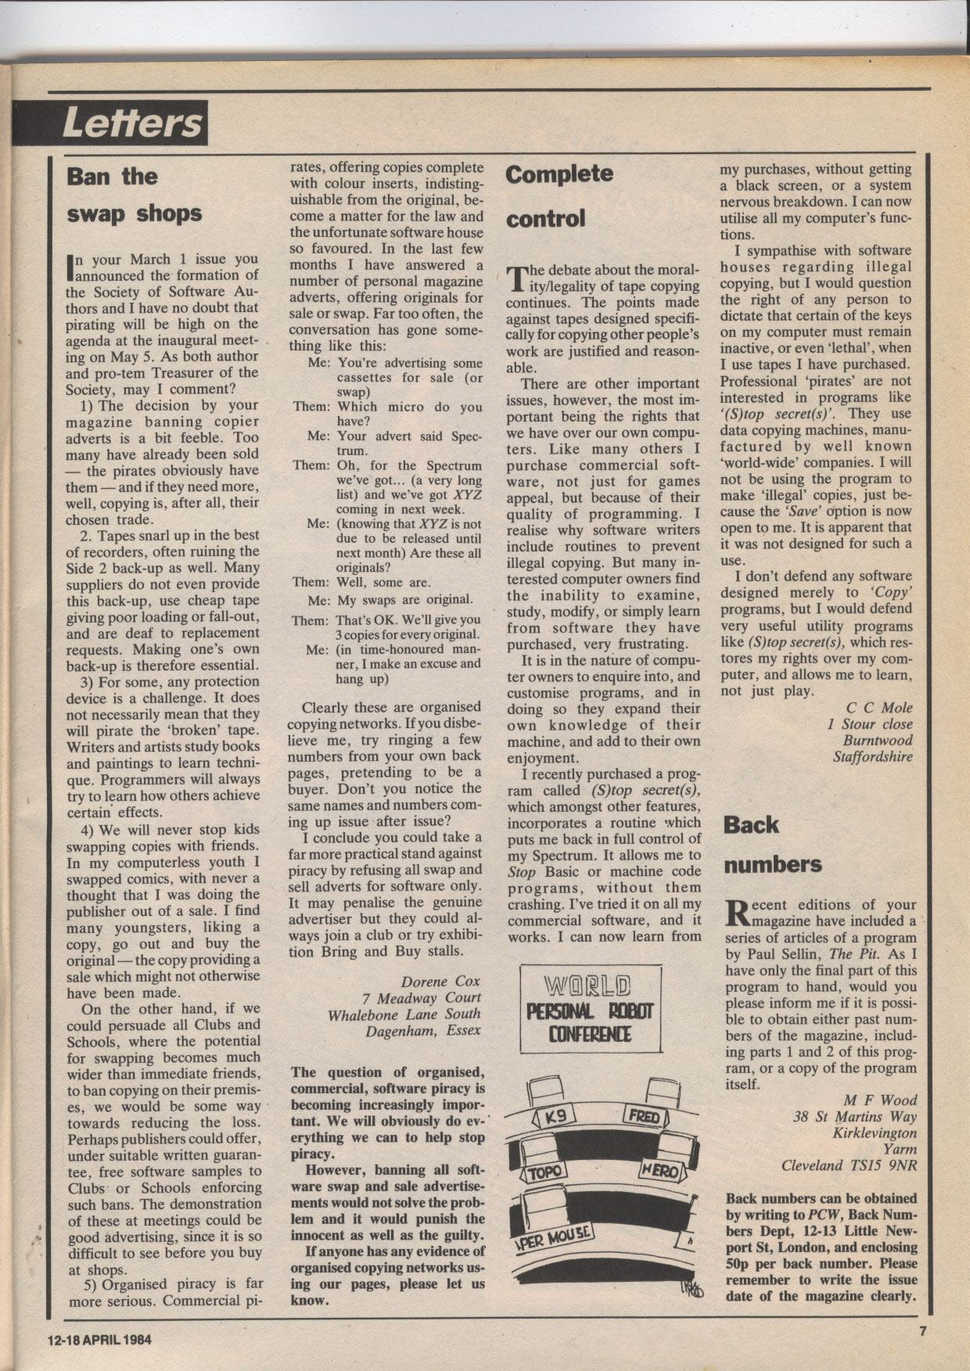 Letters
Ban the
swap shops
In your March 1 issue you
announced the formation of
the Society of Software Au-
thors and I have no doubt that
pirating will be high on the
agenda at the inaugural meet-
ing on May 5. As both author
and pro-tem Treasurer of the
Society, may I comment?
1) The decision by your
magazine banning copier
adverts is a bit feeble. Too
many have already been sold
— the pirates obviously have
them — and if they need more,
well, copying is, after all, their
chosen trade.
2. Tapes snarl up in the best
of recorders, often ruining the
Side 2 back-up as well. Many
suppliers do not even provide
this back-up, use cheap tape
giving poor loading or fall-out,
and are deaf to replacement
requests. Making one's own
back-up is therefore essential.
3) For some, any protection
device is a challenge. It does
not necessarily mean that they
will pirate the 'broken' tape.
Writers and artists study books
and paintings to learn techni-
que. Programmers will always
try to learn how others achieve
certain effects.
4) We will never stop kids
swapping copies with friends.
In my computerless youth I
swapped comics, with never a
thought that I was doing the
publisher out of a sale. I find
many youngsters, liking a
copy, go out and buy the
original — the copy providing a
sale which might not otherwise
have been made.
On the other hand, if we
could persuade all Clubs and
Schools, where the potential
for swapping becomes much
wider than immediate friends,
to ban copying on their premis-
es, we would be some way
towards reducing the loss.
Perhaps publishers could offer,
under suitable written guaran-
tee, free software samples to
Clubs or Schools enforcing
such bans. The demonstration
of these at meetings could be
good advertising, since it is so
difficult to see before you buy
at shops.
5) Organised piracy is far
more serious. Commercial pi-
rates, offering copies complete
with colour inserts, indisting-
uishable from the original, be-
come a matter for the law and
the unfortunate software house
so favoured. In the last few
months I have answered a
number of personal magazine
adverts, offering originals for
sale or swap. Far too often, the
conversation has gone some-
thing like this:
Me: You're advertising some
cassettes for sale (or
swap)
Them: Which micro do you
have?
Me: Your advert said Spec-
trum.
Them: Oh, for the Spectrum
we've got... (a very long
list) and we've got XYZ
coming in next week.
Me: (knowing that XYZ is not
due to be released until
next month) Are these all
originals?
Them: Well, some are.
Me: My swaps are original.
Them: That's OK. We'll give you
3 copies for every original.
Me: (in time-honoured man-
ner, I make an excuse and
hang up)
Clearly these are organised
copying networks. If you disbe-
lieve me, try ringing a few
numbers from your own back
pages, pretending to be a
buyer. Don't you notice the
same names and numbers com-
ing up issue after issue?
I conclude you could take a
far more practical stand against
piracy by refusing all swap and
sell adverts for software only.
It may penalise the genuine
advertiser but they could al-
ways join a club or try exhibi-
tion Bring and Buy stalls.
Dorene Cox
7 Meadway Court
Whalebone Lane South
Dagenham, Essex
The question of organised,
commercial, software piracy is
becoming increasingly impor-
tant. We will obviously do ev-
erything we can to help stop
piracy.
However, banning all soft-
ware swap and sale advertise-
ments would not solve the prob-
lem and it would punish the
innocent as well as the guilty.
If anyone has any evidence of
organised copying networks us-
ing our pages, please let us
know.
Complete
control
The debate about the moral-
ity/legality of tape copying
continues. The points made
against tapes designed specifi-
cally for copying other people's
work are justified and reason-
able.
There are other important
issues, however, the most im-
portant being the rights that
we have over our own compu-
ters. Like many others I
purchase commercial soft-
ware, not just for games
appeal, but because of their
quality of programming. I
realise why software writers
include routines to prevent
illegal copying. But many in-
terested computer owners find
the inability to examine,
study, modify, or simply learn
from software they have
purchased, very frustrating.
It is in the nature of compu-
ter owners to enquire into, and
customise programs, and in
doing so they expand their
own knowledge of their
machine, and add to their own
enjoyment.
I recently purchased a prog-
ram called (S)top secret(s),
which amongst other features,
incorporates a routine which
puts me back in full control of
my Spectrum. It allows me to
Stop Basic or machine code
programs, without them
crashing. I've tried it on all my
commercial software, and it
works. I can now learn from
WORLD
PERSONAL ROBOT
CONFERENCE
K9
FRED
TOPO
HERO
PER MOUSE
my purchases, without getting
a black screen, or a system
nervous breakdown. I can now
utilise all my computer's func-
tions.
I sympathise with software
houses regarding illegal
copying, but I would question
the right of any person to
dictate that certain of the keys
on my computer must remain
inactive, or even 'lethal', when
I use tapes I have purchased.
Professional 'pirates' are not
interested in programs like
'(S)top secret(s)'. They use
data copying machines, manu-
factured by well known
'world-wide' companies. I will
not be using the program to
make 'illegal' copies, just be-
cause the 'Save' option is now
open to me. It is apparent that
it was not designed for such a
use.
I don't defend any software
designed merely to 'Copy'
programs, but I would defend
very useful utility programs
like (S)top secret(s), which res-
tores my rights over my com-
puter, and allows me to learn,
not just play.
C C Mole
1 Stour close
Burntwood
Staffordshire
Back
numbers
Recent editions of your
magazine have included a
series of articles of a program
by Paul Sellin, The Pit. As I
have only the final part of this
program to hand, would you
please inform me if it is possi-
ble to obtain either past num-
bers of the magazine, includ-
ing parts 1 and 2 of this prog-
ram, or a copy of the program
itself.
M F Wood
38 St Martins Way
Kirklevington
Yarm
Cleveland TS15 9NR
Back numbers can be obtained
by writing to PCW, Back Num-
bers Dept, 12-13 Little New-
port St, London, and enclosing
50p per back number. Please
remember to write the issue
date of the magazine clearly.
12-18 APRIL 1984
7